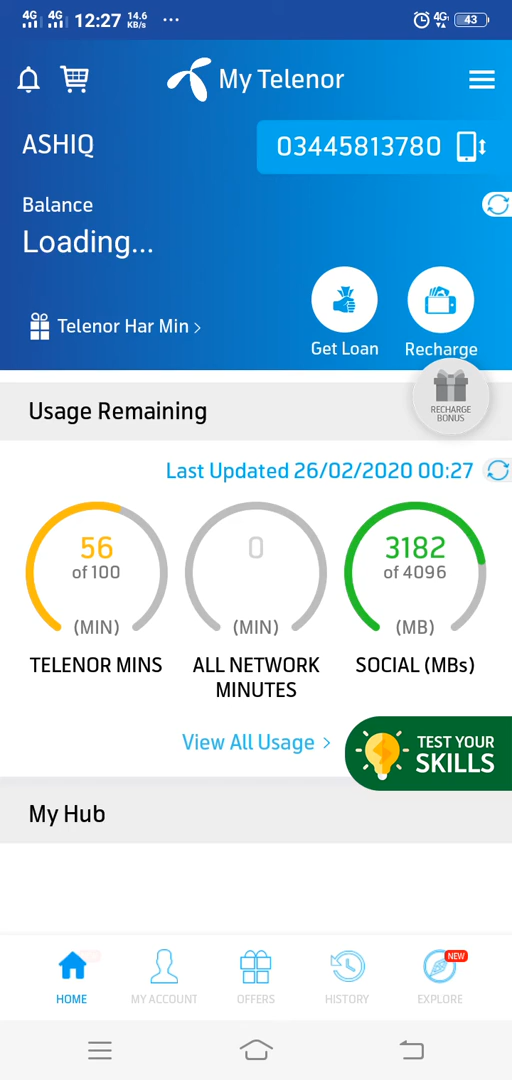 4G 4G 12:27 14.6 KB/s ... 4G 43
My Telenor
ASHIQ 03445813780
Balance
Loading...
Telenor Har Min >
Get Loan Recharge
RECHARGE
BONUS
Usage Remaining
Last Updated 26/02/2020 00:27
56 0 3182
of 100 of 4096
(MIN) (MIN) (MB)
TELENOR MINS ALL NETWORK SOCIAL (MBs)
MINUTES
View All Usage >
TEST YOUR
SKILLS
My Hub
NEW
HOME MY ACCOUNT OFFERS HISTORY EXPLORE